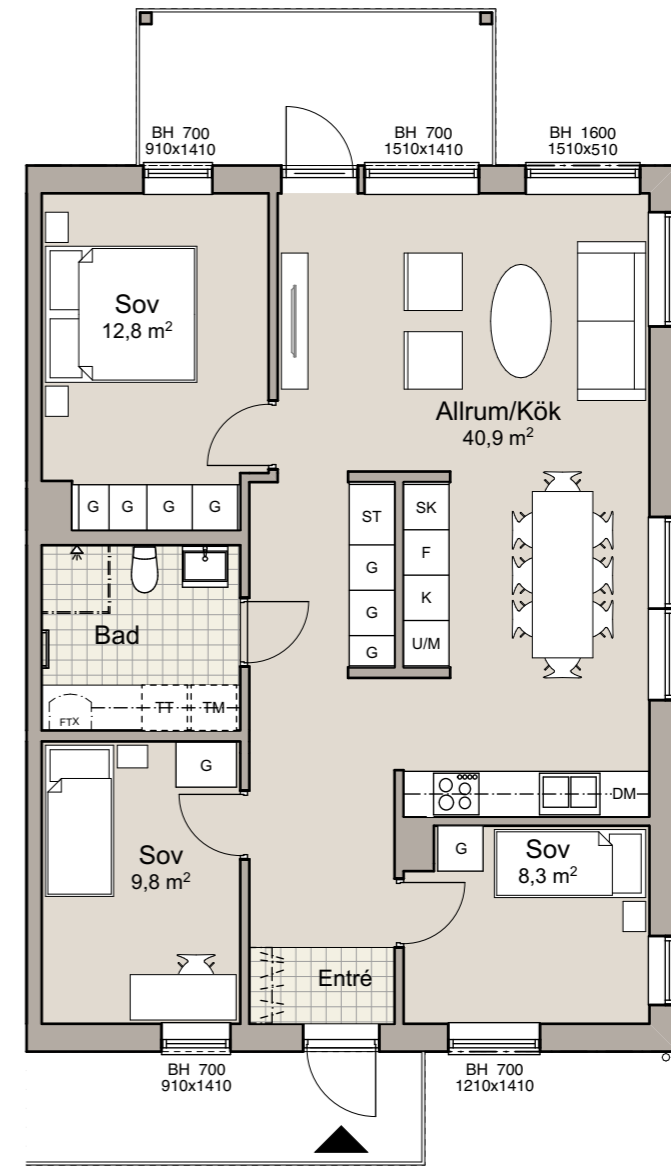 BH 700
910x1410
BH 700
1510x1410
BH 1600
1510x510
Sov
12,8 m²
Allrum/Kök
40,9 m²
G G G G
ST
G
G
G
SK
F
K
U/M
Bad
FTX
TT
TM
G
Sov
9,8 m²
DM
G
Sov
8,3 m²
Entré
BH 700
910x1410
BH 700
1210x1410